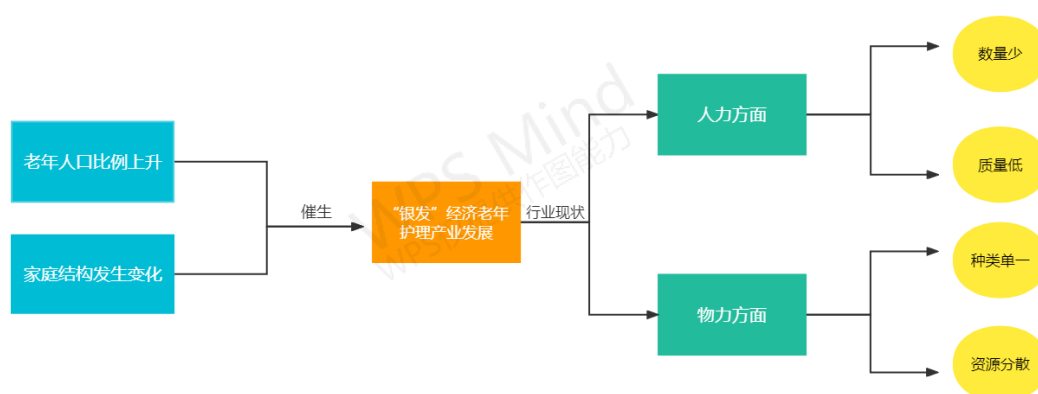 老年人口比例上升
家庭结构发生变化
催生
“银发”经济老年
护理产业发展
行业现状
人力方面
物力方面
数量少
质量低
种类单一
资源分散
WPS Mind